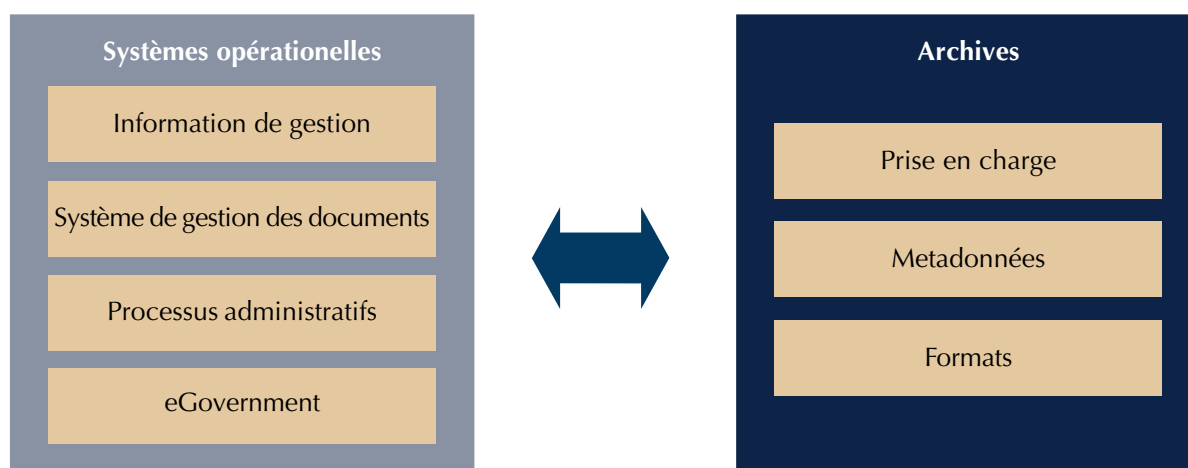 Systèmes opérationelles
Information de gestion
Système de gestion des documents
Processus administratifs
eGovernment
Archives
Prise en charge
Metadonnées
Formats